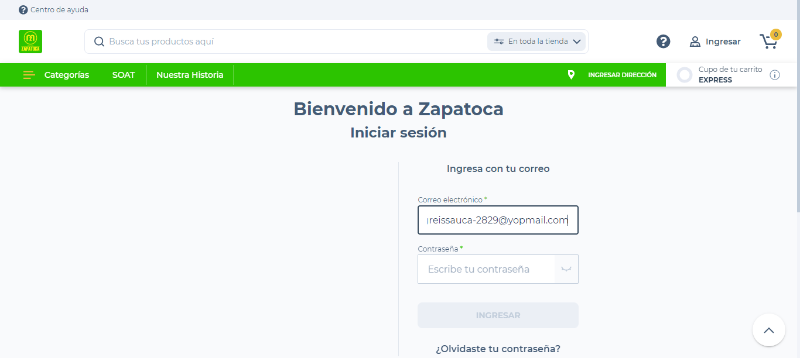 Centro de ayuda
Busca tus productos aquí
En toda la tienda
Ingresar
0
Categorías
SOAT
Nuestra Historia
INGRESAR DIRECCIÓN
Cupo de tu carrito
EXPRESS
Bienvenido a Zapatoca
Iniciar sesión
Ingresa con tu correo
Correo electrónico *
ureissauca-2829@yopmail.com
Contraseña *
Escribe tu contraseña
INGRESAR
¿Olvidaste tu contraseña?